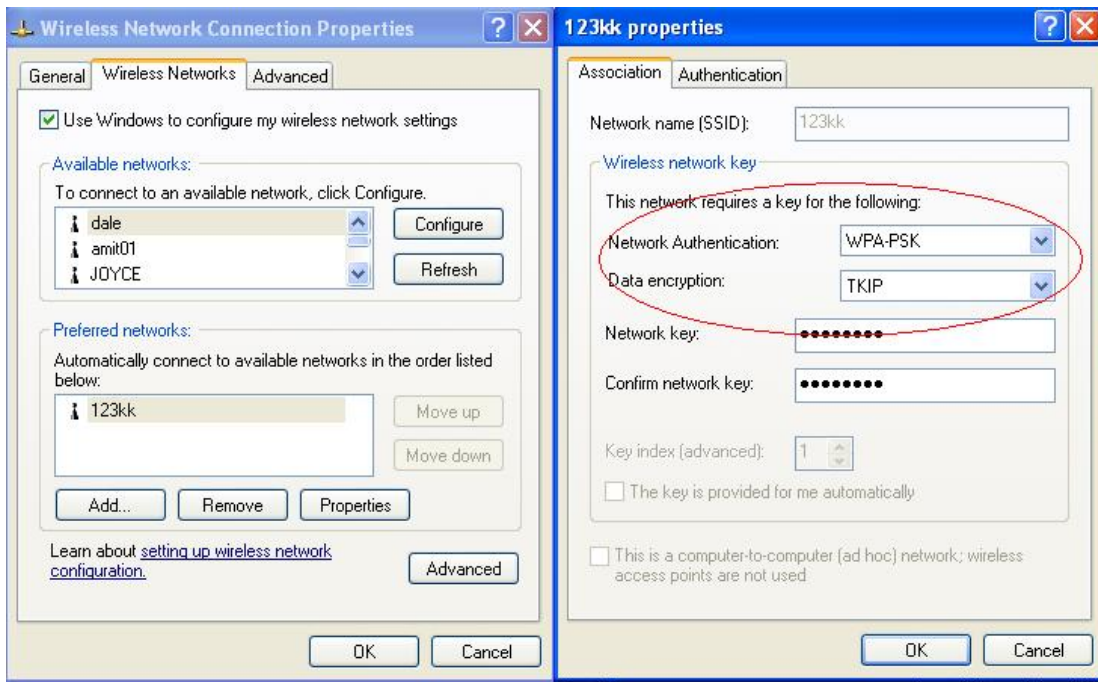 Wireless Network Connection Properties
General
Wireless Networks
Advanced
Use Windows to configure my wireless network settings
Available networks:
To connect to an available network, click Configure.
dale
amit01
JOYCE
Configure
Refresh
Preferred networks:
Automatically connect to available networks in the order listed
below:
123kk
Move up
Move down
Add...
Remove
Properties
Learn about setting up wireless network
configuration.
Advanced
OK
Cancel
123kk properties
Association
Authentication
Network name (SSID):
123kk
Wireless network key
This network requires a key for the following:
Network Authentication:
WPA-PSK
Data encryption:
TKIP
Network key:
●●●●●●●●
Confirm network key:
●●●●●●●●
Key index (advanced):
1
The key is provided for me automatically
This is a computer-to-computer (ad hoc) network; wireless
access points are not used
OK
Cancel